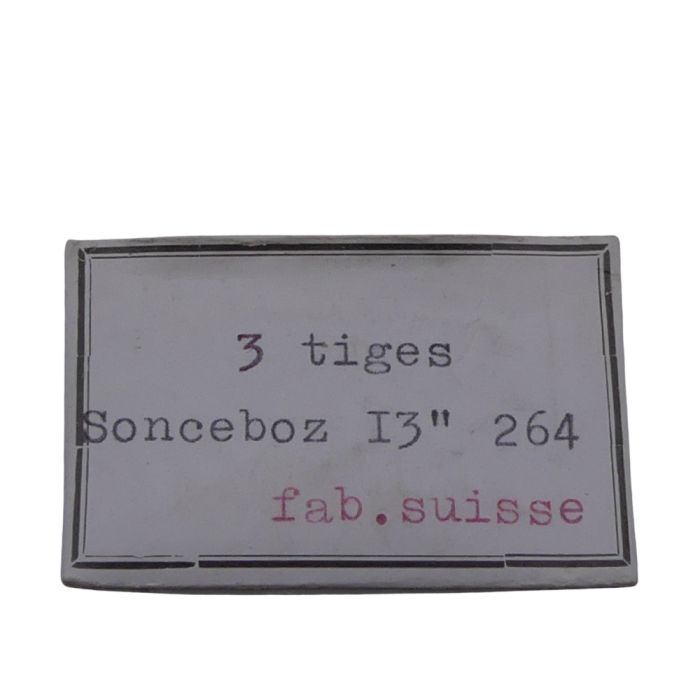 3 tiges
Sonceboz I3" 264
fab.suisse